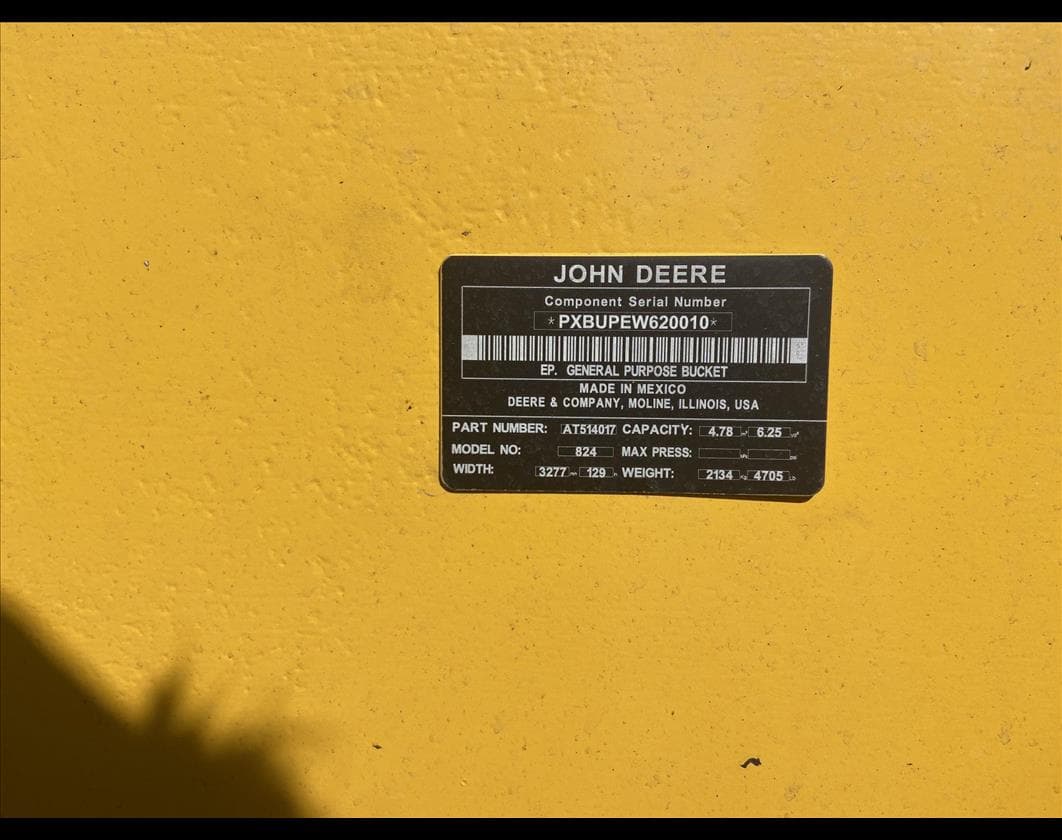 JOHN DEERE
Component Serial Number
*PXBUPEW620010*
EP. GENERAL PURPOSE BUCKET
MADE IN MEXICO
DEERE & COMPANY, MOLINE, ILLINOIS, USA
PART NUMBER: AT514017 CAPACITY: 4.78 6.25
MODEL NO: 824 MAX PRESS:
WIDTH: 3277 129 WEIGHT: 2134 4705